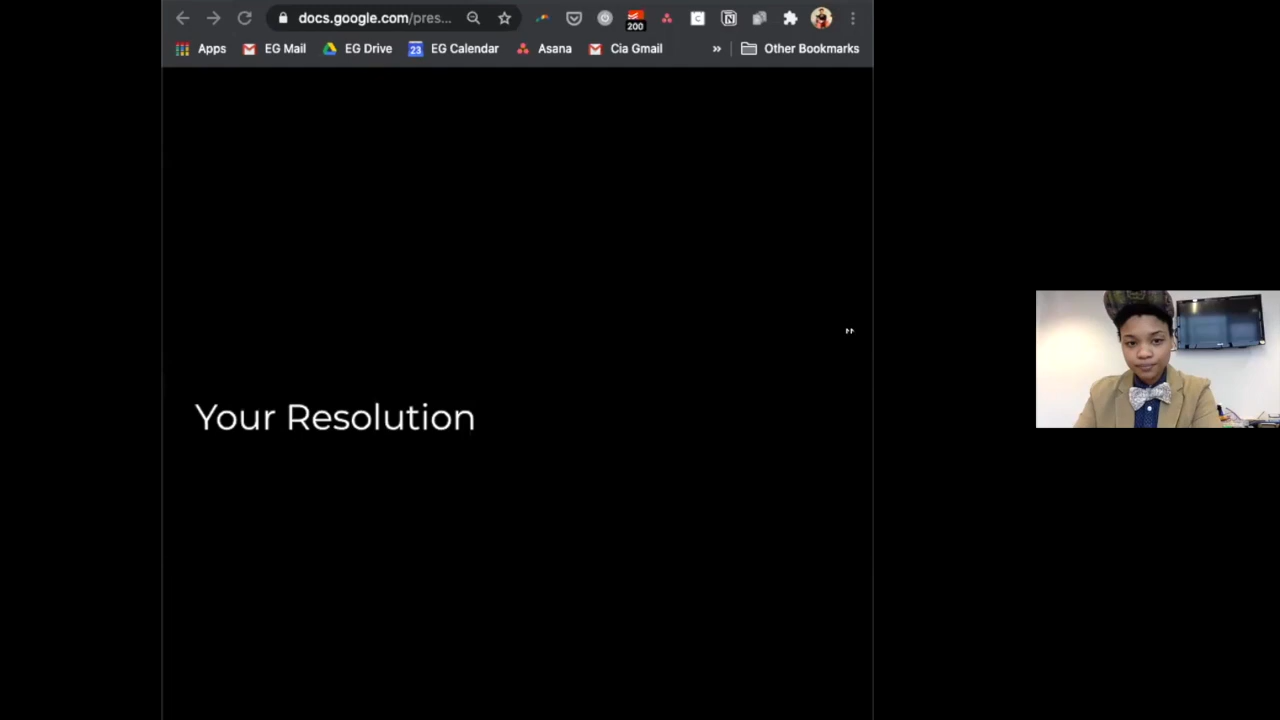 docs.google.com/pres...
200
Apps
EG Mail
EG Drive
23
EG Calendar
Asana
Cia Gmail
»
Other Bookmarks
Your Resolution